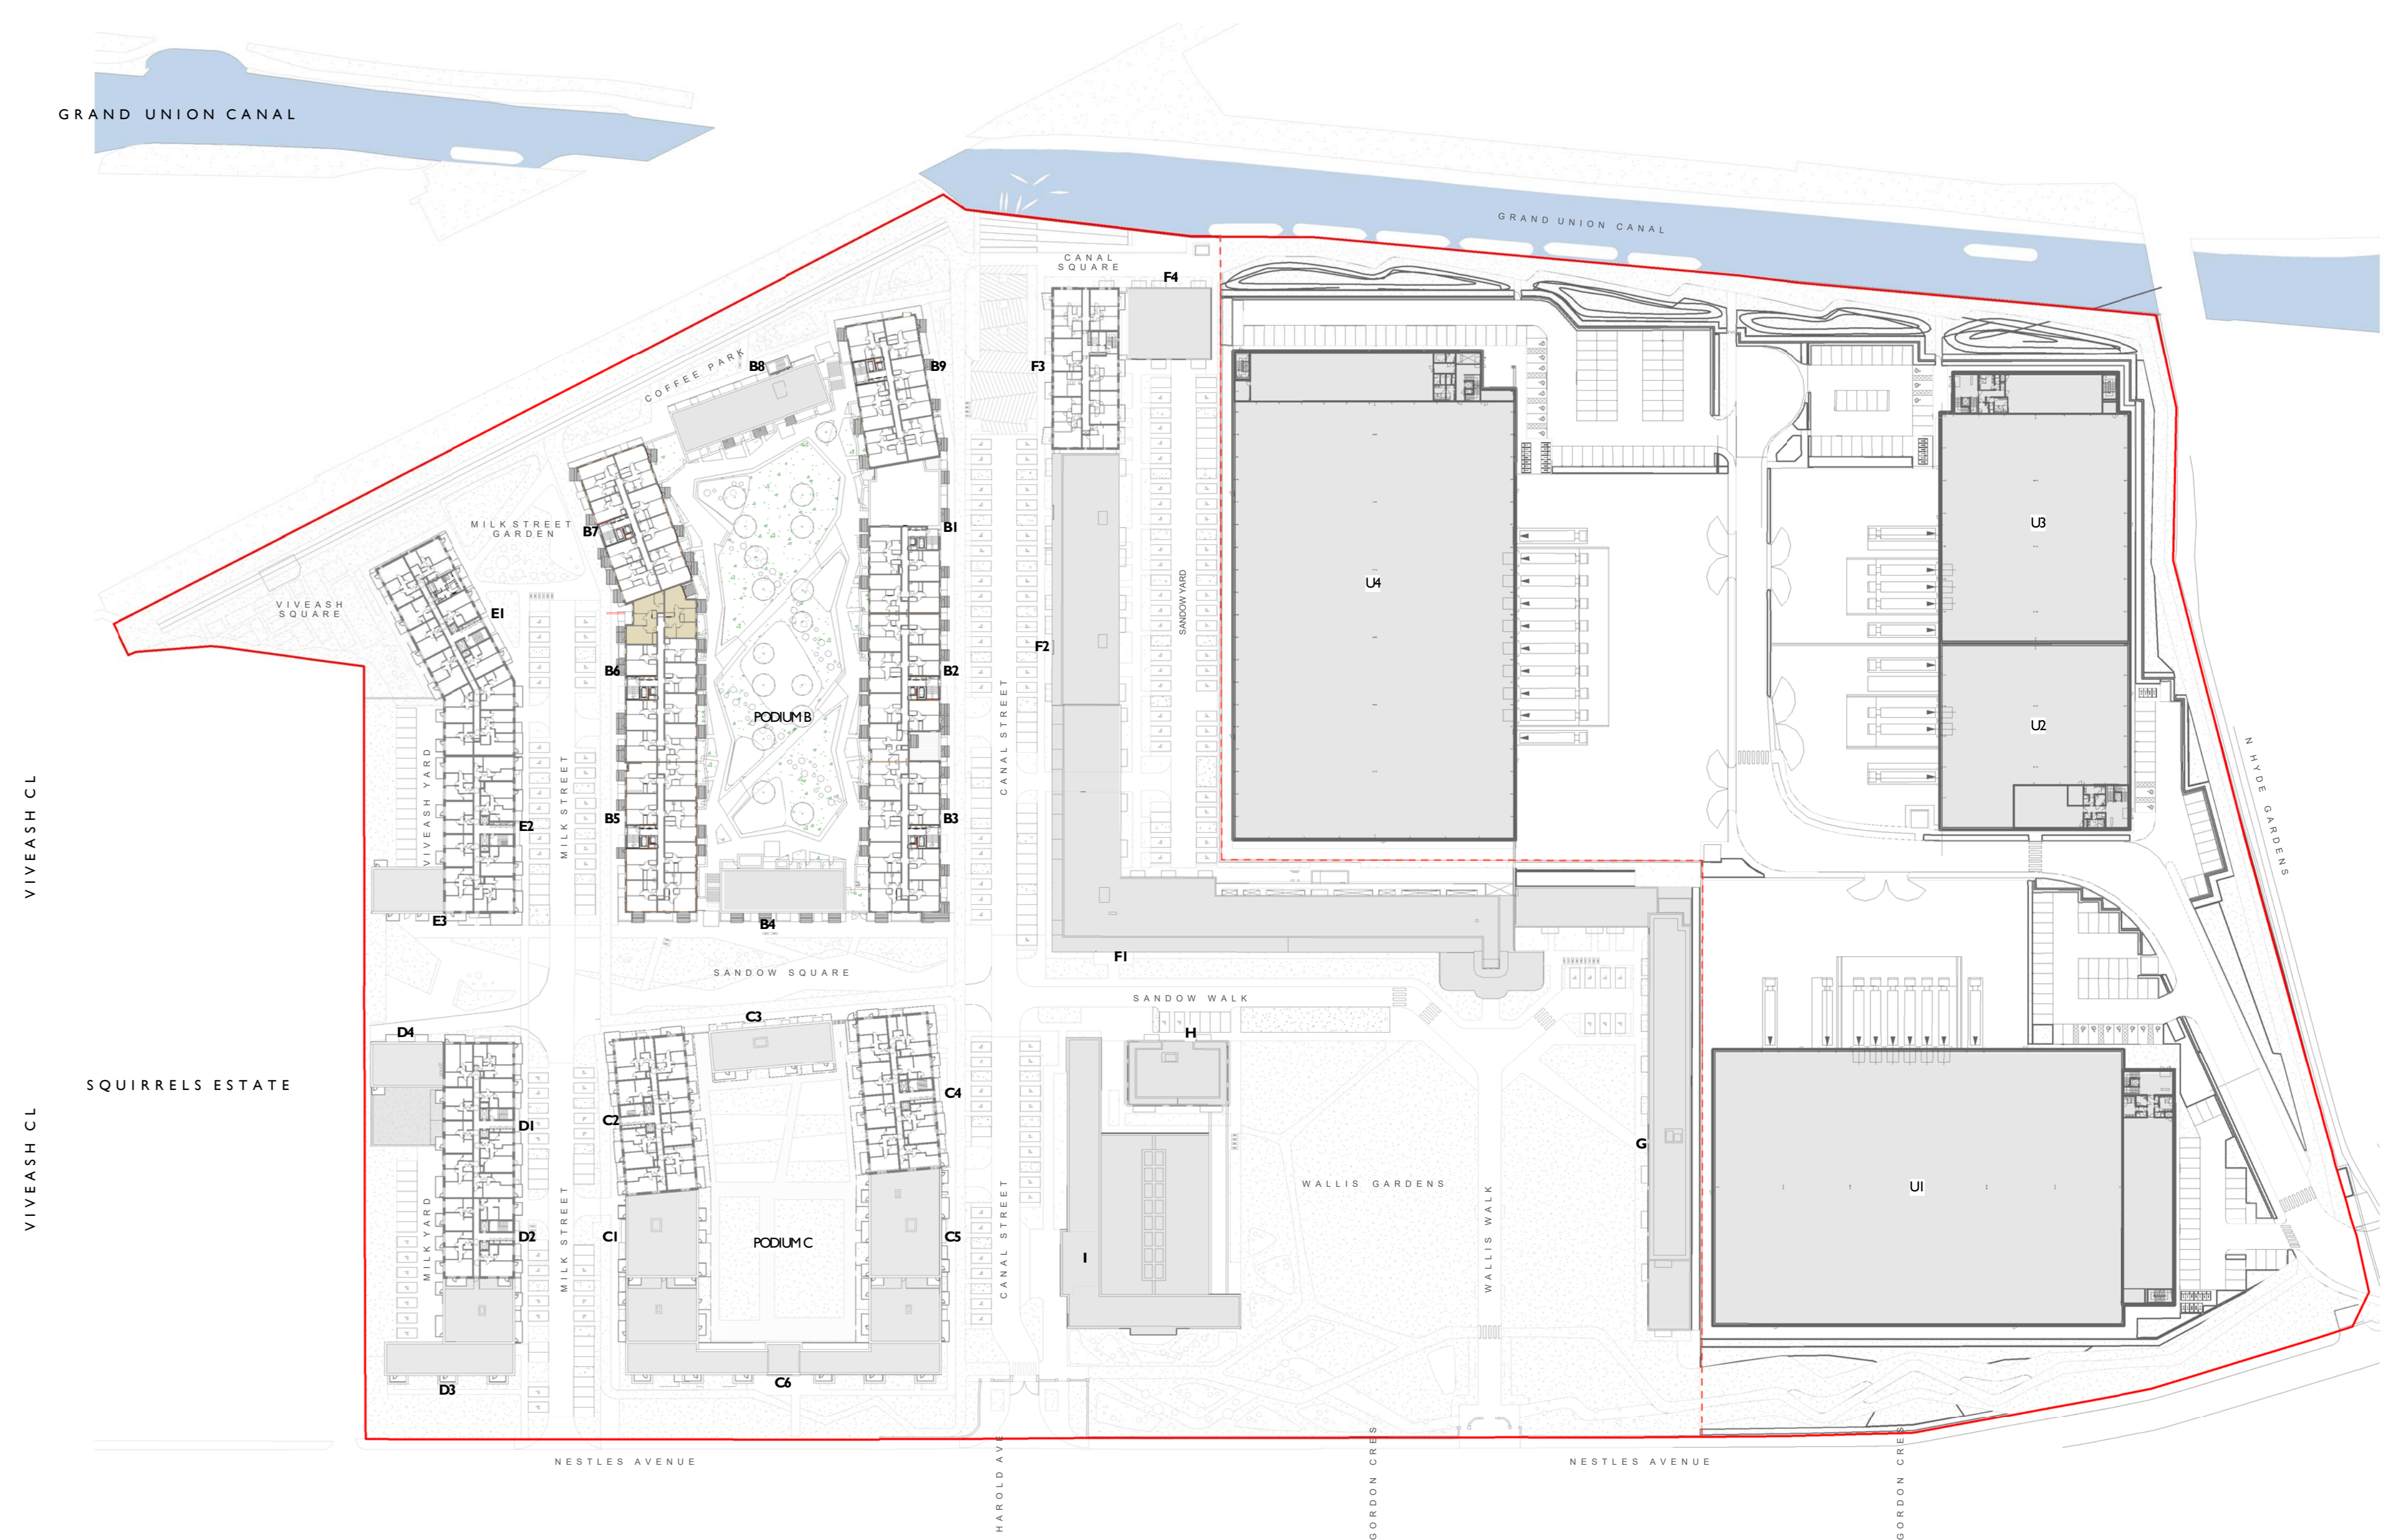 GRAND UNION CANAL
GRAND UNION CANAL
CANAL
SQUARE
F4
COFFEE PARK
B8
B9
F3
MILK STREET
GARDEN
B7
B1
U3
U4
VIVEASH
SQUARE
E1
SANDOW YARD
F2
B6
B2
PODIUM B
U2
CANAL STREET
N HYDE GARDENS
VIVEASH CL
VIVEASH YARD
MILK STREET
B5
B3
E2
E3
B4
F1
SANDOW SQUARE
SANDOW WALK
D4
C3
H
SQUIRRELS ESTATE
C4
C2
D1
G
VIVEASH CL
WALLIS GARDENS
U1
MILK YARD
MILK STREET
D2
C1
PODIUM C
C5
CANAL STREET
I
WALLIS WALK
D3
C6
NESTLES AVENUE
NESTLES AVENUE
HAROLD AVE
GORDON CRES
GORDON CRES